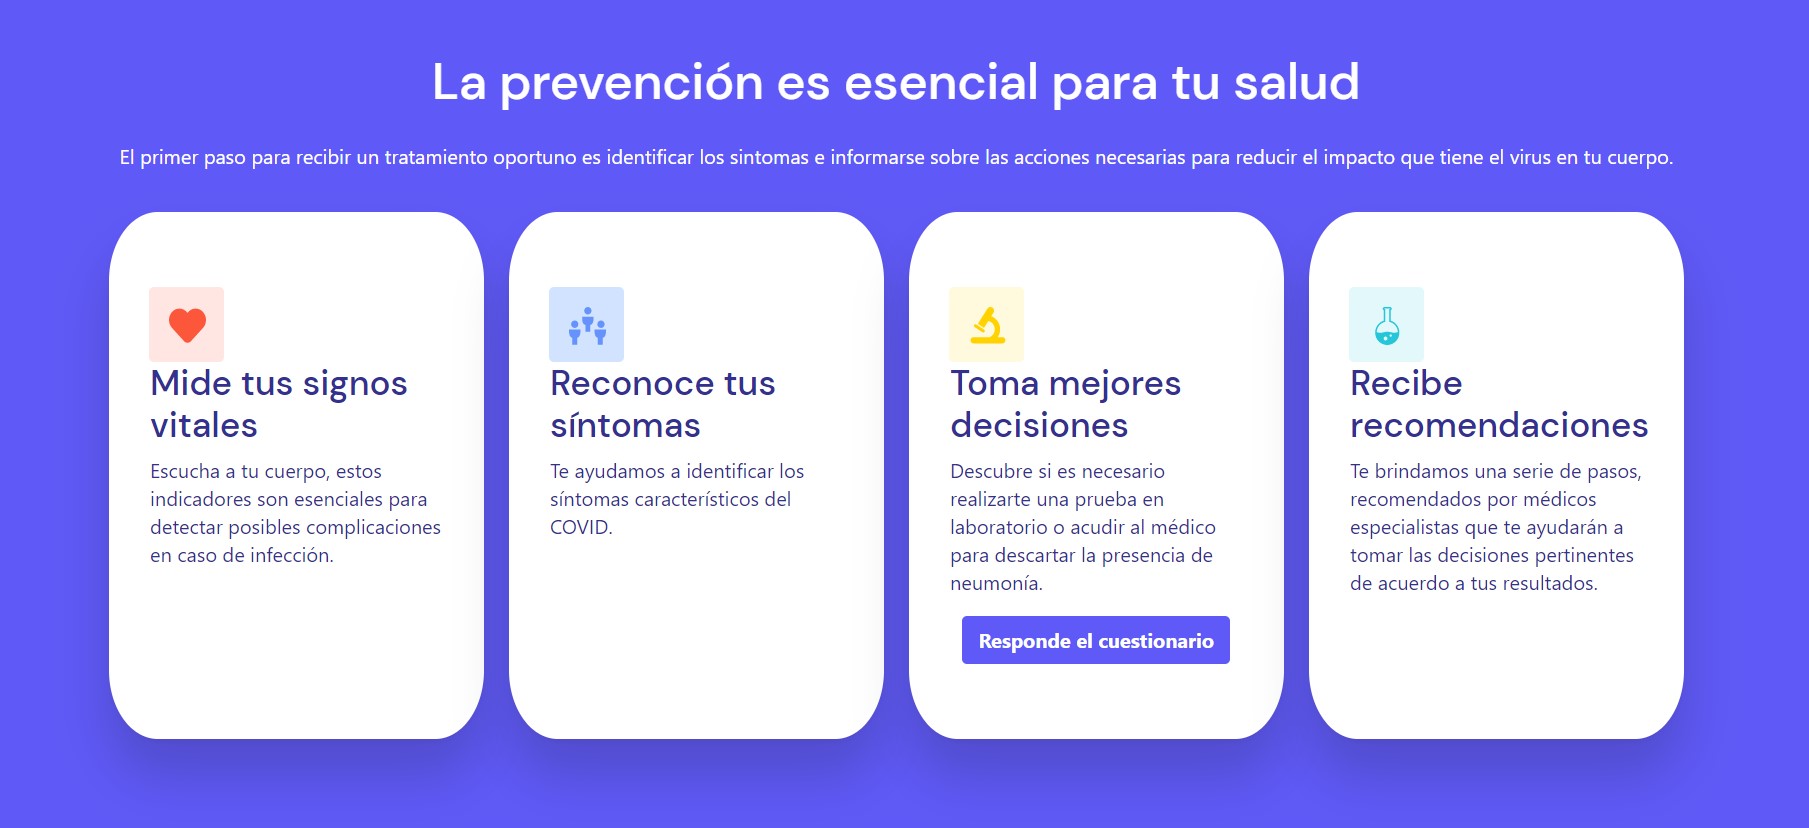 La prevención es esencial para tu salud
El primer paso para recibir un tratamiento oportuno es identificar los sintomas e informarse sobre las acciones necesarias para reducir el impacto que tiene el virus en tu cuerpo.
Mide tus signos
vitales
Escucha a tu cuerpo, estos
indicadores son esenciales para
detectar posibles complicaciones
en caso de infección.
Reconoce tus
síntomas
Te ayudamos a identificar los
síntomas característicos del
COVID.
Toma mejores
decisiones
Descubre si es necesario
realizarte una prueba en
laboratorio o acudir al médico
para descartar la presencia de
neumonía.
Responde el cuestionario
Recibe
recomendaciones
Te brindamos una serie de pasos,
recomendados por médicos
especialistas que te ayudarán a
tomar las decisiones pertinentes
de acuerdo a tus resultados.